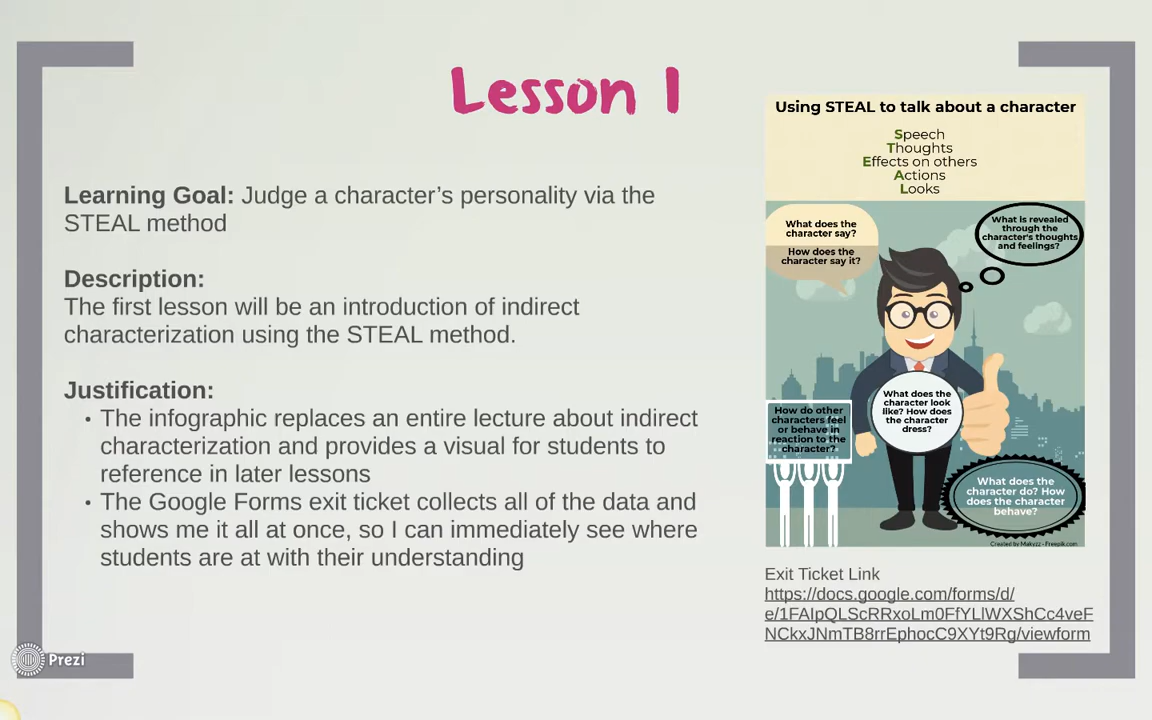 Lesson 1
Learning Goal: Judge a character's personality via the
STEAL method
Description:
The first lesson will be an introduction of indirect
characterization using the STEAL method.
Justification:
• The infographic replaces an entire lecture about indirect
characterization and provides a visual for students to
reference in later lessons
• The Google Forms exit ticket collects all of the data and
shows me it all at once, so I can immediately see where
students are at with their understanding
Using STEAL to talk about a character
Speech
Thoughts
Effects on others
Actions
Looks
What does the
character say?
How does the
character say it?
What is revealed
through the
character's thoughts
and feelings?
What does the
character look
like? How does
the character
dress?
How do other
characters feel
or behave in
reaction to the
character?
What does the
character do? How
does the character
behave?
Created by Makyzz - Freepik.com
Exit Ticket Link
https://docs.google.com/forms/d/
e/1FAIpQLScRRxoLm0FfYLlWXShCc4veF
NCkxJNmTB8rrEphocC9XYt9Rg/viewform
Prezi